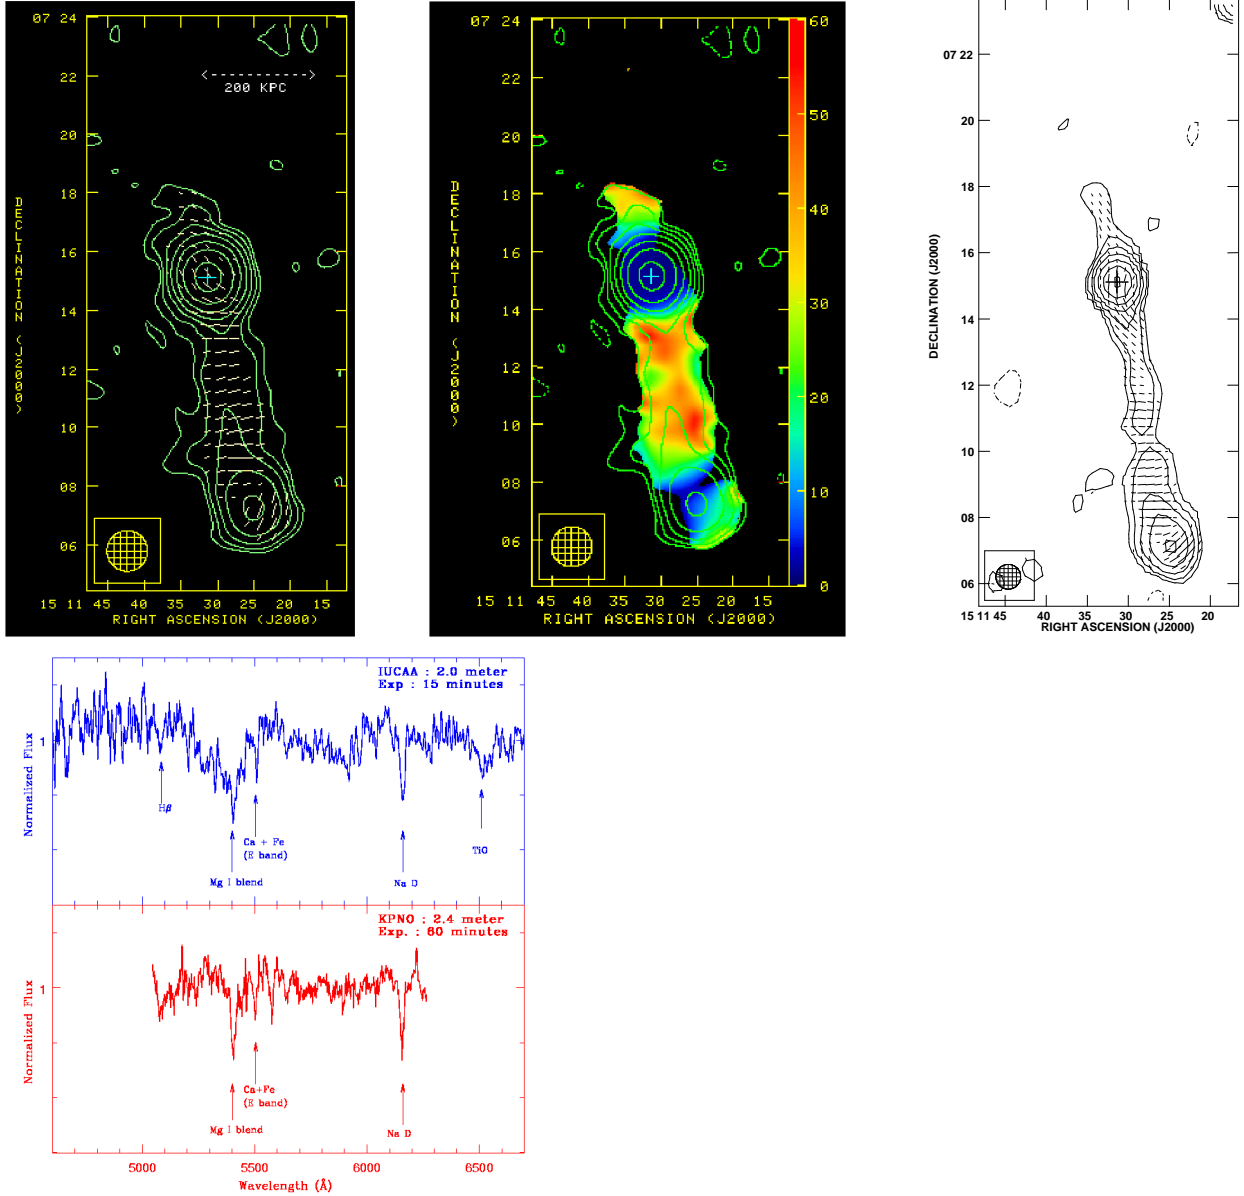 07 24
22
20
18
16
14
12
10
08
06
DECLINATION (J2000)
200 KPC
15 11 45 40 35 30 25 20
RIGHT ASCENSION (J2000)
07 24
22
20
18
16
14
12
10
08
06
DECLINATION (J2000)
15 11 45 40 35 30 25 20
RIGHT ASCENSION (J2000)
60
50
40
30
20
10
0
07 22
20
18
16
14
12
10
08
06
DECLINATION (J2000)
15 11 45 40 35 30 25 20
RIGHT ASCENSION (J2000)
IUCAA : 2.0 meter
Exp : 15 minutes
Normalized Flux
1
Hβ
Ca + Fe
(E band)
TiO
Mg I blend
Na D
KPNO : 2.4 meter
Exp. : 60 minutes
Normalized Flux
1
Ca+Fe
(E band)
Mg I blend
Na D
5000 5500 6000 6500
Wavelength (Å)